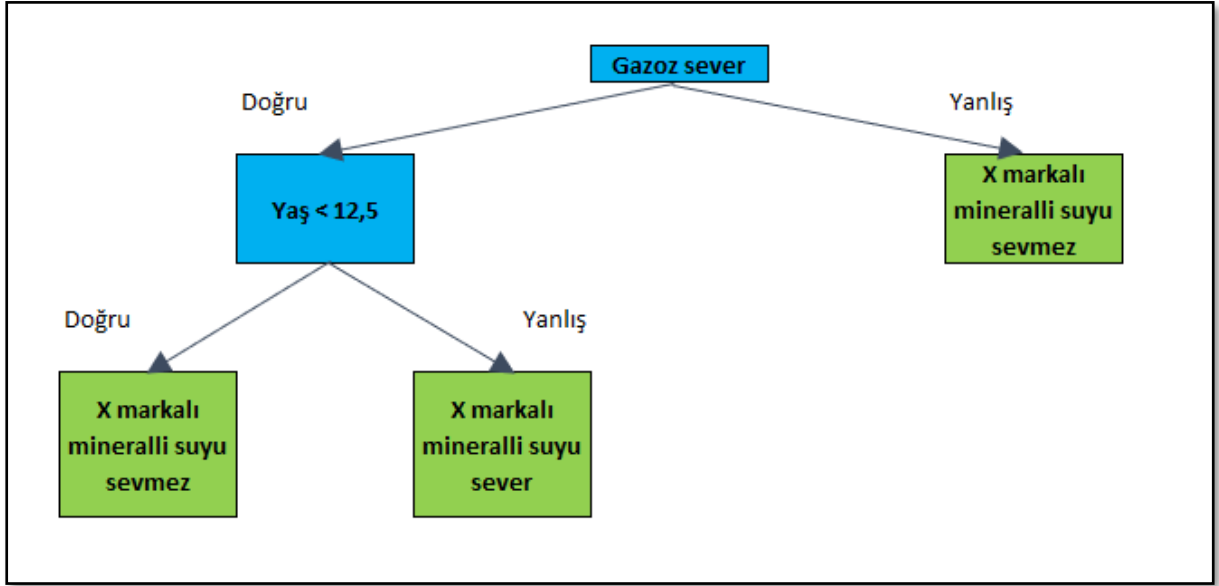 Gazoz sever
Doğru
Yanlış
Yaş < 12,5
X markalı
mineralli suyu
sevmez
Doğru
Yanlış
X markalı
mineralli suyu
sevmez
X markalı
mineralli suyu
sever